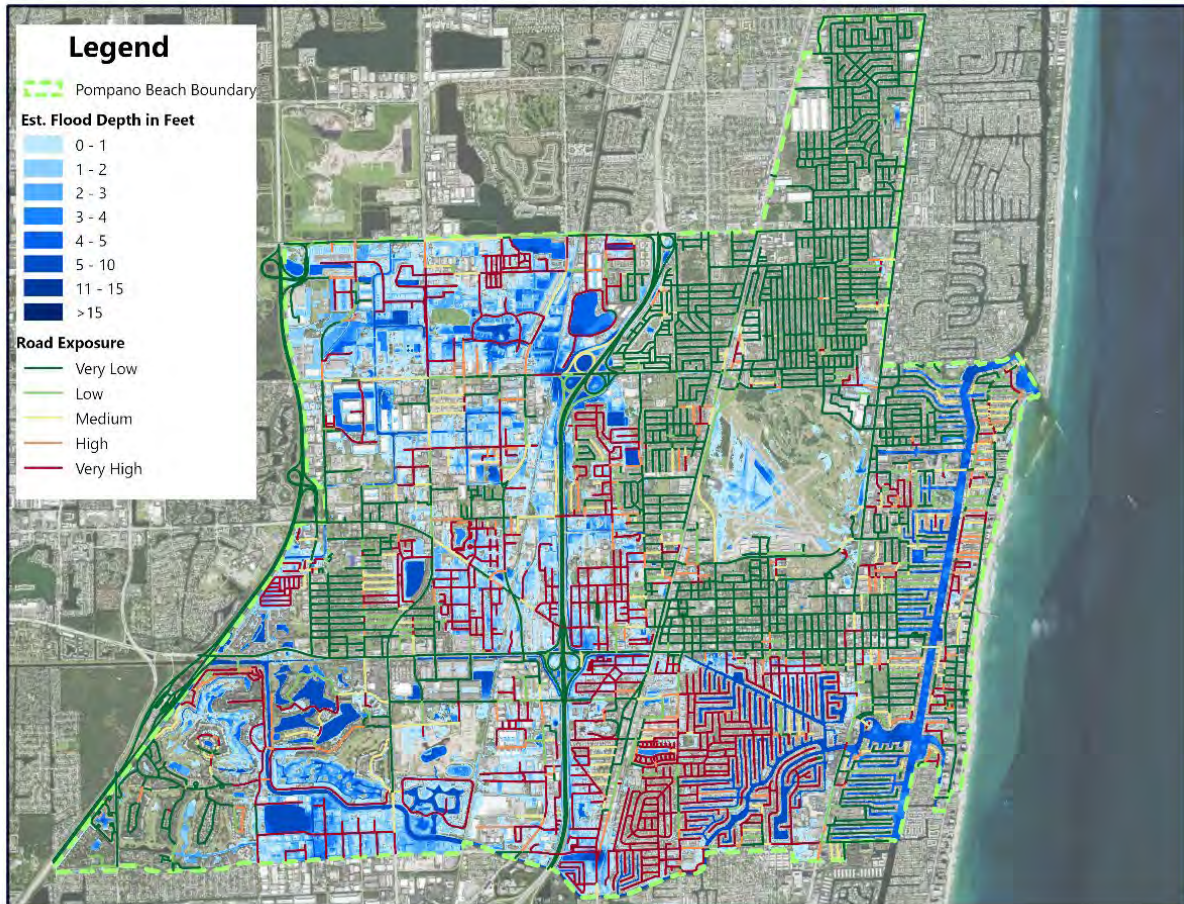 Legend
Pompano Beach Boundary
Est. Flood Depth in Feet
0 - 1
1 - 2
2 - 3
3 - 4
4 - 5
5 - 10
11 - 15
>15
Road Exposure
Very Low
Low
Medium
High
Very High